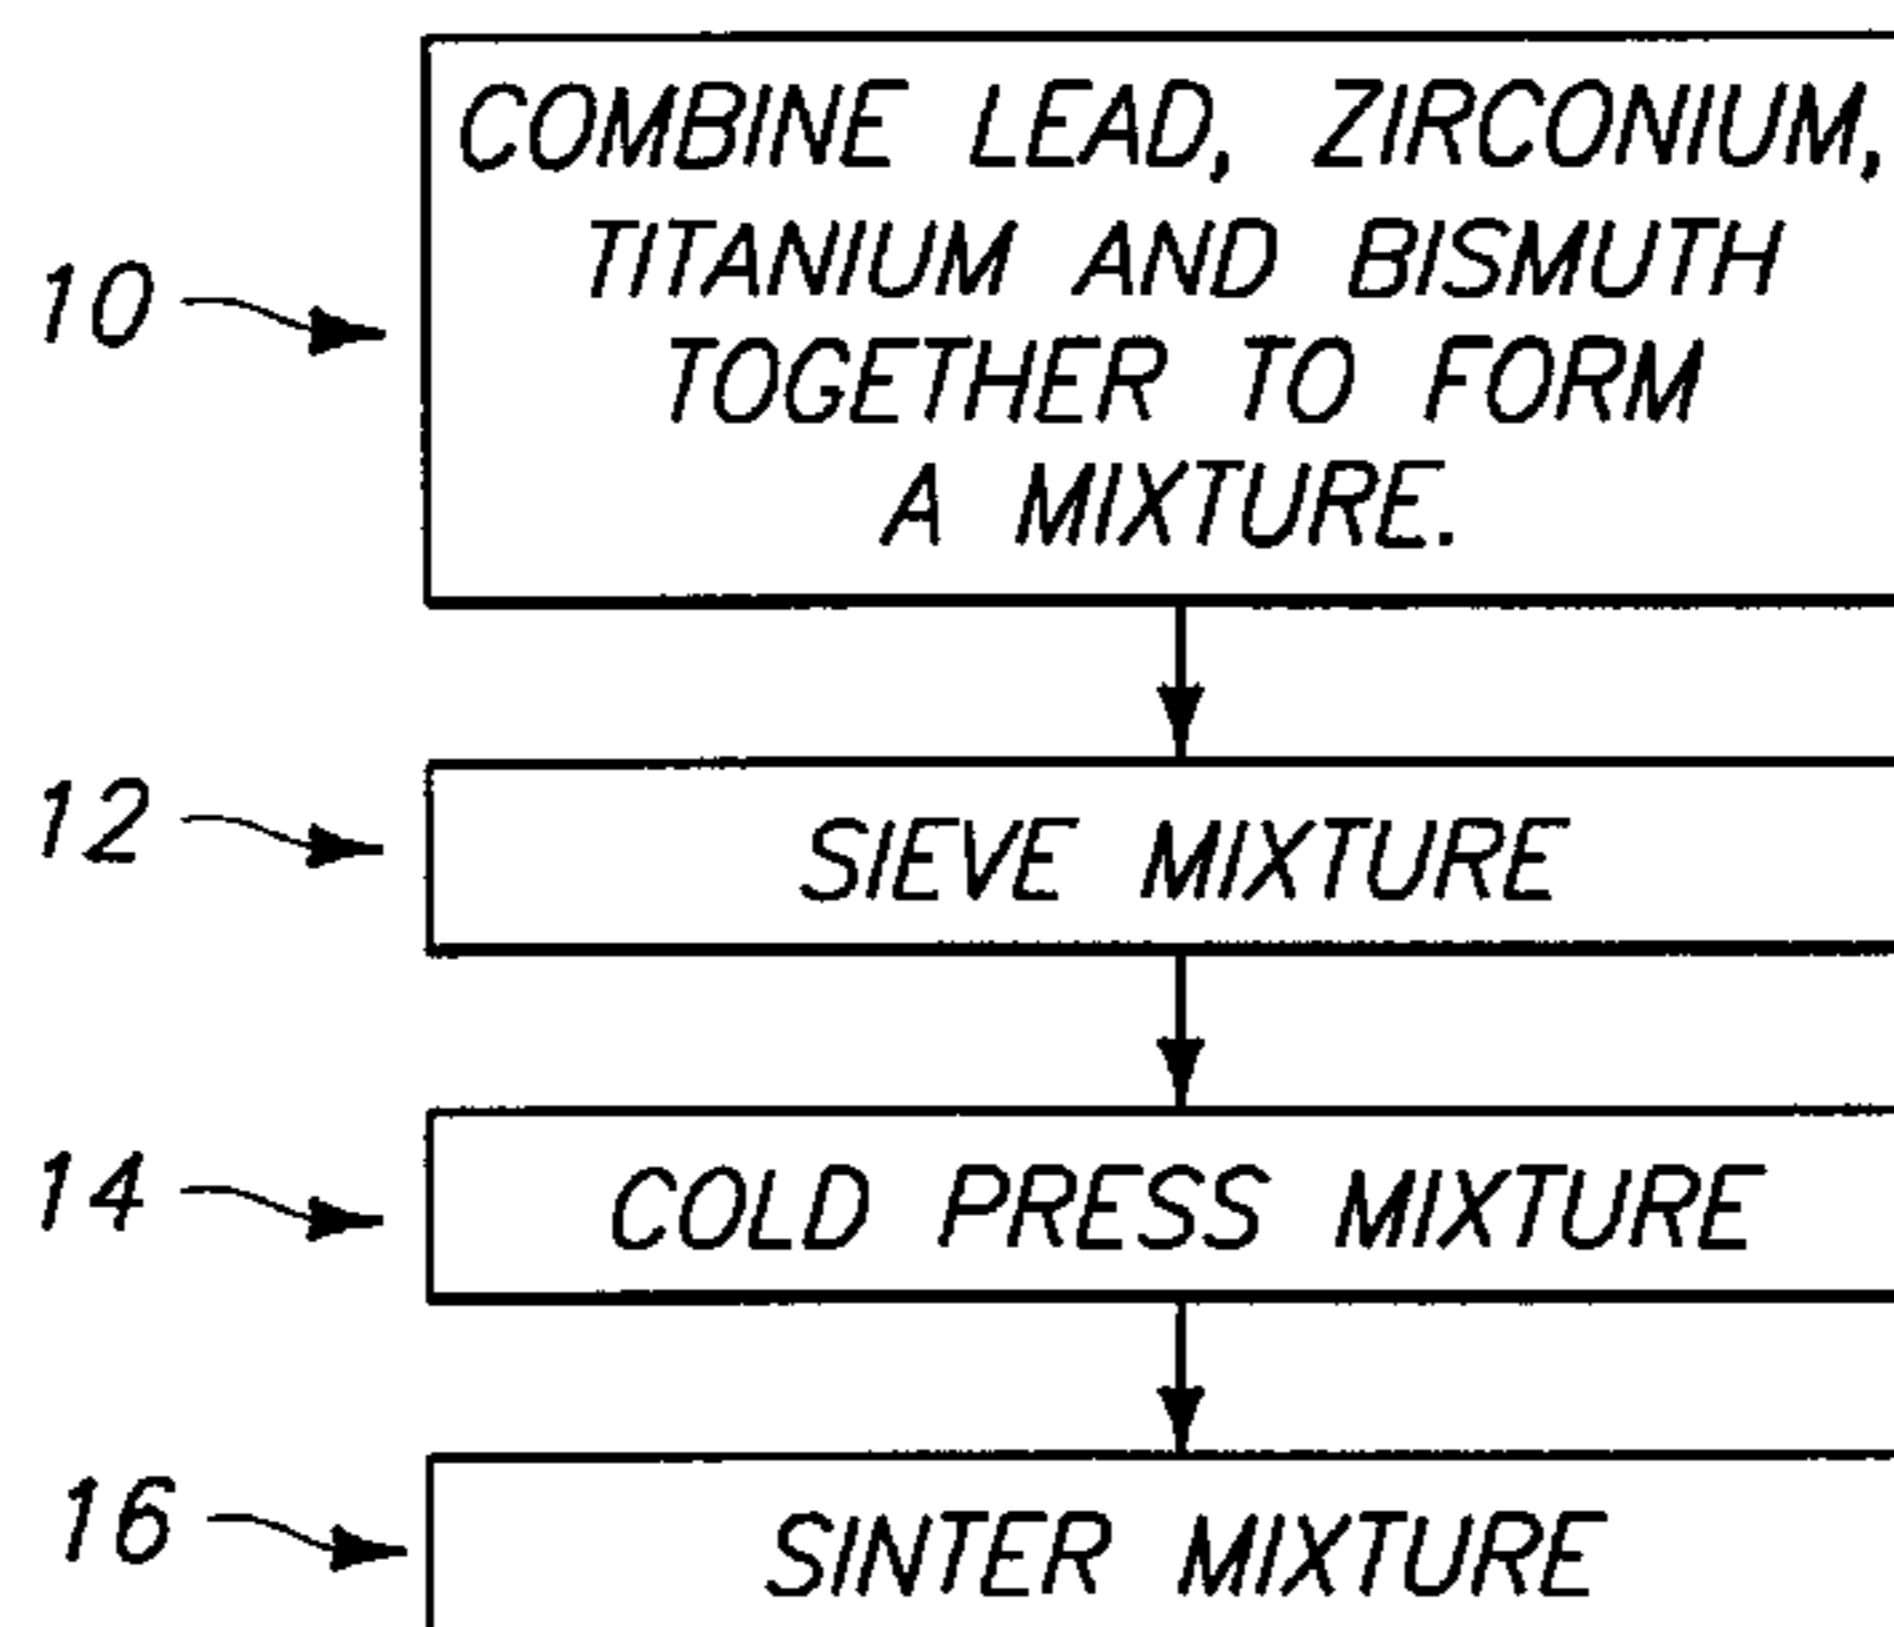 COMBINE LEAD, ZIRCONIUM,
TITANIUM AND BISMUTH
10
TOGETHER TO FORM
A MIXTURE.
12
SIEVE MIXTURE
14
COLD PRESS MIXTURE
16
SINTER MIXTURE